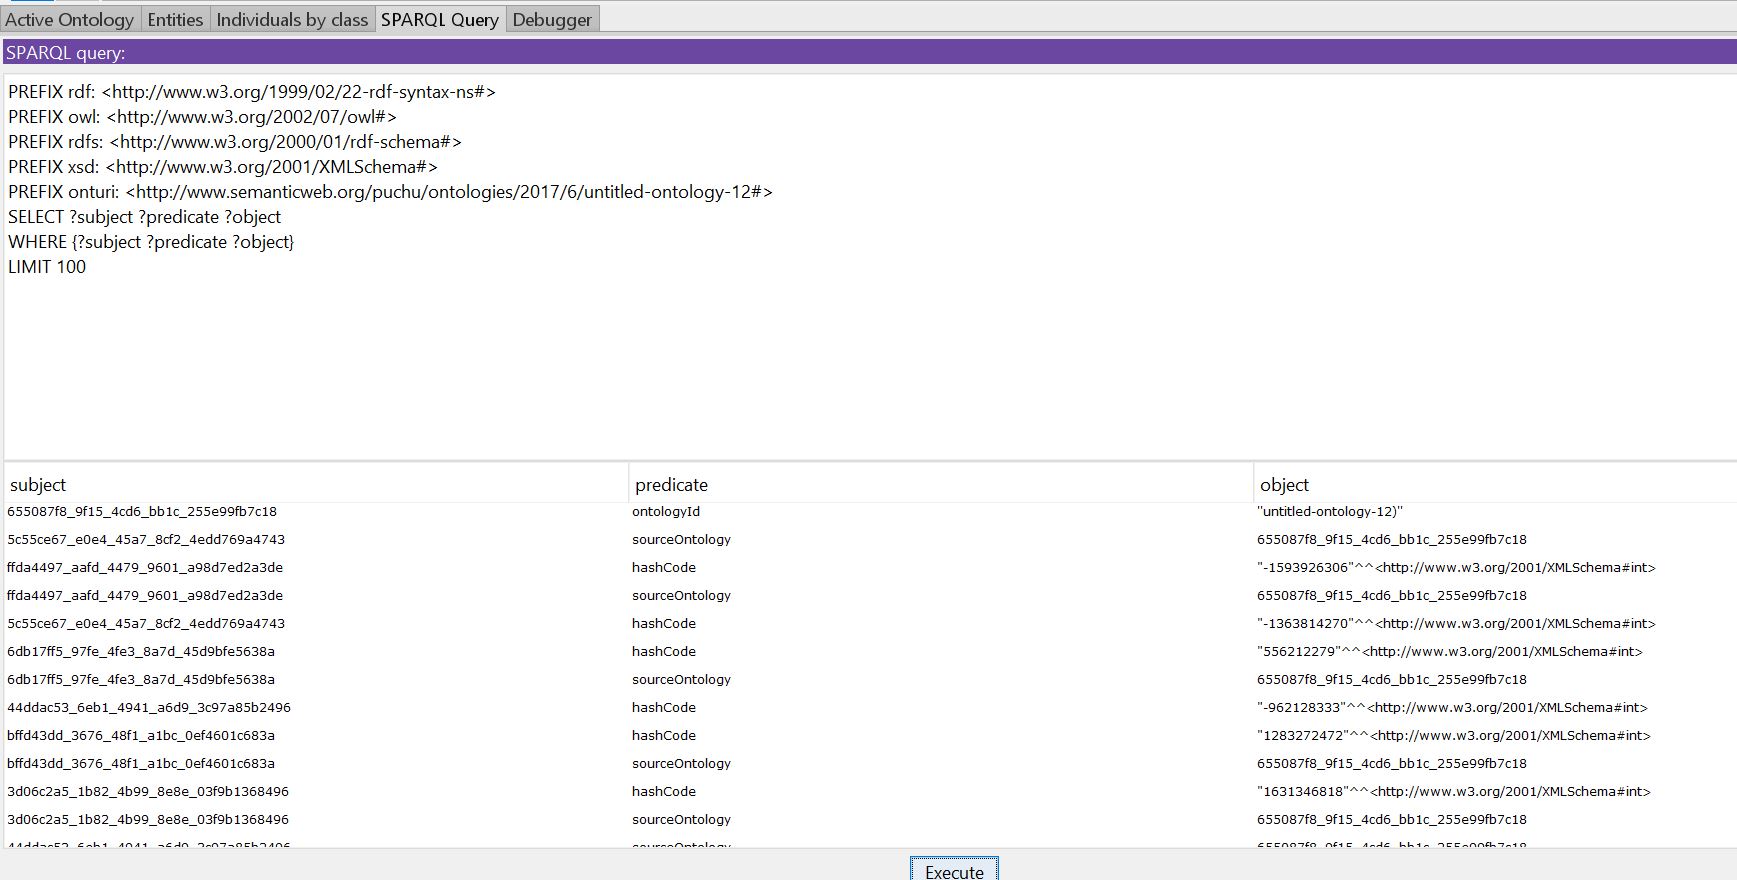 Active Ontology Entities Individuals by class SPARQL Query Debugger
SPARQL query:
PREFIX rdf: <http://www.w3.org/1999/02/22-rdf-syntax-ns#>
PREFIX owl: <http://www.w3.org/2002/07/owl#>
PREFIX rdfs: <http://www.w3.org/2000/01/rdf-schema#>
PREFIX xsd: <http://www.w3.org/2001/XMLSchema#>
PREFIX onturi: <http://www.semanticweb.org/puchu/ontologies/2017/6/untitled-ontology-12#>
SELECT ?subject ?predicate ?object
WHERE {?subject ?predicate ?object}
LIMIT 100
subject predicate object
655087f8_9f15_4cd6_bb1c_255e99fb7c18 ontologyId "untitled-ontology-12)"
5c55ce67_e0e4_45a7_8cf2_4edd769a4743 sourceOntology 655087f8_9f15_4cd6_bb1c_255e99fb7c18
ffda4497_aafd_4479_9601_a98d7ed2a3de hashCode "-1593926306"^^<http://www.w3.org/2001/XMLSchema#int>
ffda4497_aafd_4479_9601_a98d7ed2a3de sourceOntology 655087f8_9f15_4cd6_bb1c_255e99fb7c18
5c55ce67_e0e4_45a7_8cf2_4edd769a4743 hashCode "-1363814270"^^<http://www.w3.org/2001/XMLSchema#int>
6db17ff5_97fe_4fe3_8a7d_45d9bfe5638a hashCode "556212279"^^<http://www.w3.org/2001/XMLSchema#int>
6db17ff5_97fe_4fe3_8a7d_45d9bfe5638a sourceOntology 655087f8_9f15_4cd6_bb1c_255e99fb7c18
44ddac53_6eb1_4941_a6d9_3c97a85b2496 hashCode "-962128333"^^<http://www.w3.org/2001/XMLSchema#int>
bffd43dd_3676_48f1_a1bc_0ef4601c683a hashCode "1283272472"^^<http://www.w3.org/2001/XMLSchema#int>
bffd43dd_3676_48f1_a1bc_0ef4601c683a sourceOntology 655087f8_9f15_4cd6_bb1c_255e99fb7c18
3d06c2a5_1b82_4b99_8e8e_03f9b1368496 hashCode "1631346818"^^<http://www.w3.org/2001/XMLSchema#int>
3d06c2a5_1b82_4b99_8e8e_03f9b1368496 sourceOntology 655087f8_9f15_4cd6_bb1c_255e99fb7c18
44ddac53_6eb1_4941_a6d9_3c97a85b2496 sourceOntology 655087f8_9f15_4cd6_bb1c_255e99fb7c18
Execute